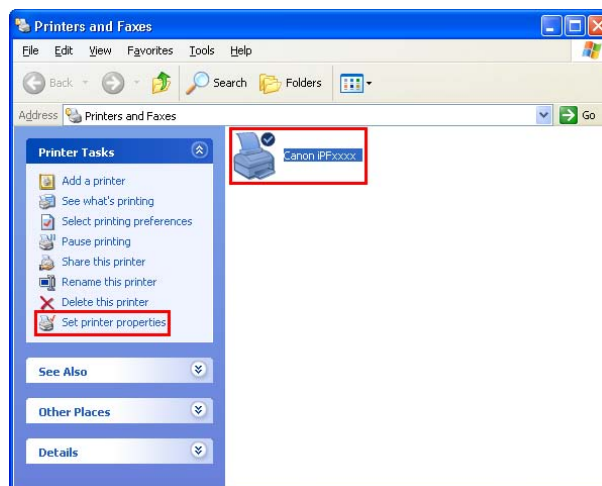 Printers and Faxes
File Edit View Favorites Tools Help
Back Search Folders
Address Printers and Faxes Go
Printer Tasks
Add a printer
See what's printing
Select printing preferences
Pause printing
Share this printer
Rename this printer
Delete this printer
Set printer properties
See Also
Other Places
Details
Canon iPFxxxx